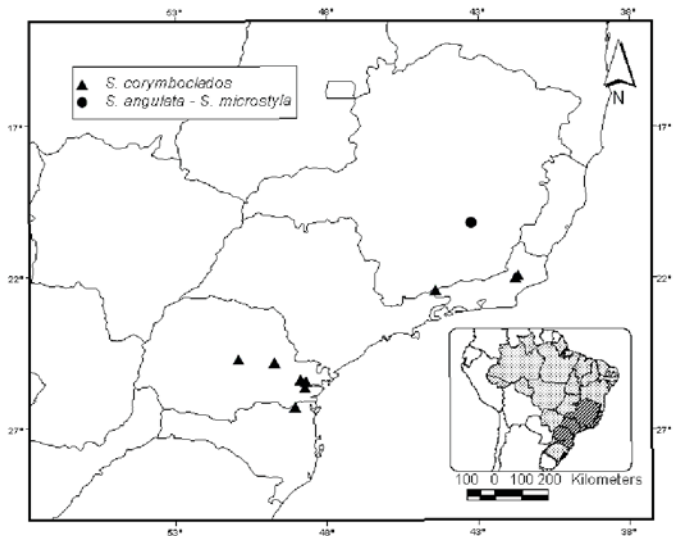 53° 48° 43° 38°
S. corymboclados
S. angulata - S. microstyla
N
17° 17°
22° 22°
27° 27°
100 0 100 200 Kilometers
53° 48° 43° 38°